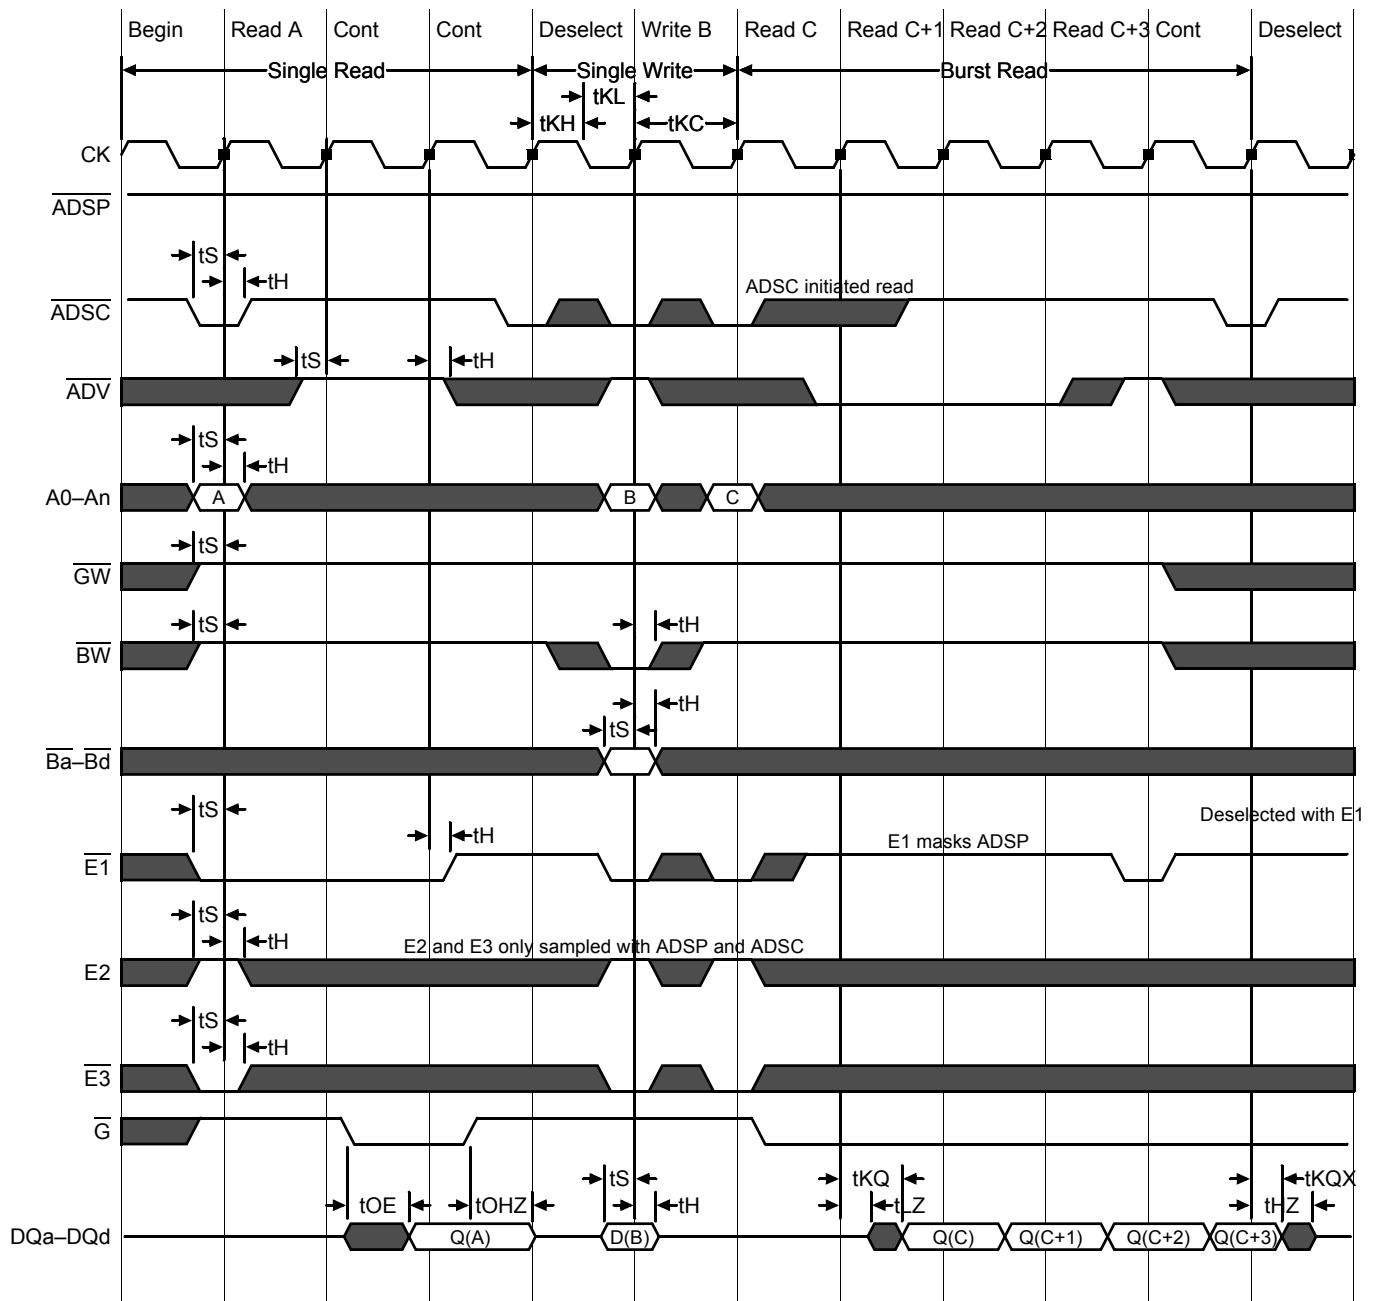 Begin Read A Cont Cont Deselect Write B Read C Read C+1 Read C+2 Read C+3 Cont Deselect
Single Read Single Write Burst Read
tKL
tKH tKC
CK
ADSP
tS
tH
ADSC initiated read
ADSC
tS tH
ADV
tS
tH
A0–An A B C
tS
GW
tS tH
BW
tH
tS
Ba–Bd
tS
Deselected with E1
tH
E1 masks ADSP
E1
tS
tH
E2 and E3 only sampled with ADSP and ADSC
E2
tS
tH
E3
G
tS tKQ tKQX
tOE tOHZ tH tLZ tHZ
DQa–DQd Q(A) D(B) Q(C) Q(C+1) Q(C+2) Q(C+3)